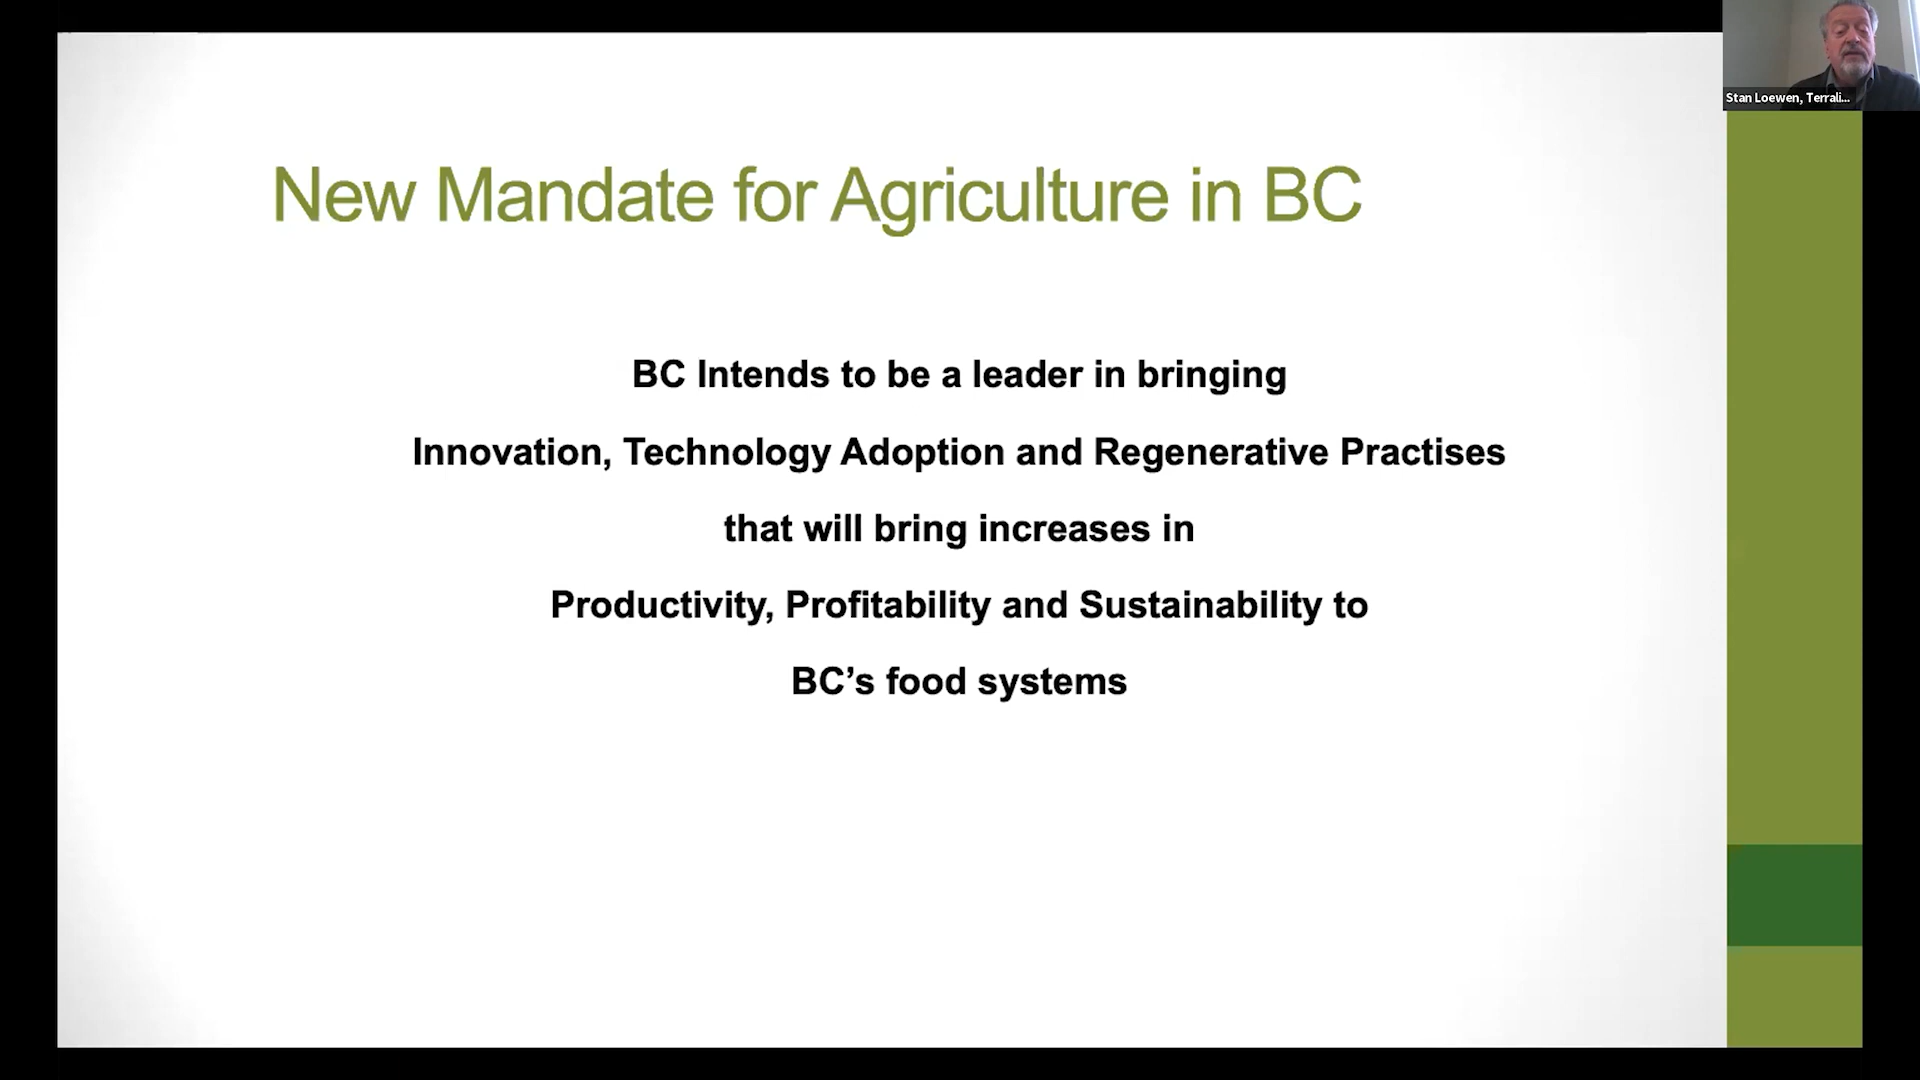 Stan Loewen, Terrali...
New Mandate for Agriculture in BC
BC Intends to be a leader in bringing
Innovation, Technology Adoption and Regenerative Practises
that will bring increases in
Productivity, Profitability and Sustainability to
BC’s food systems